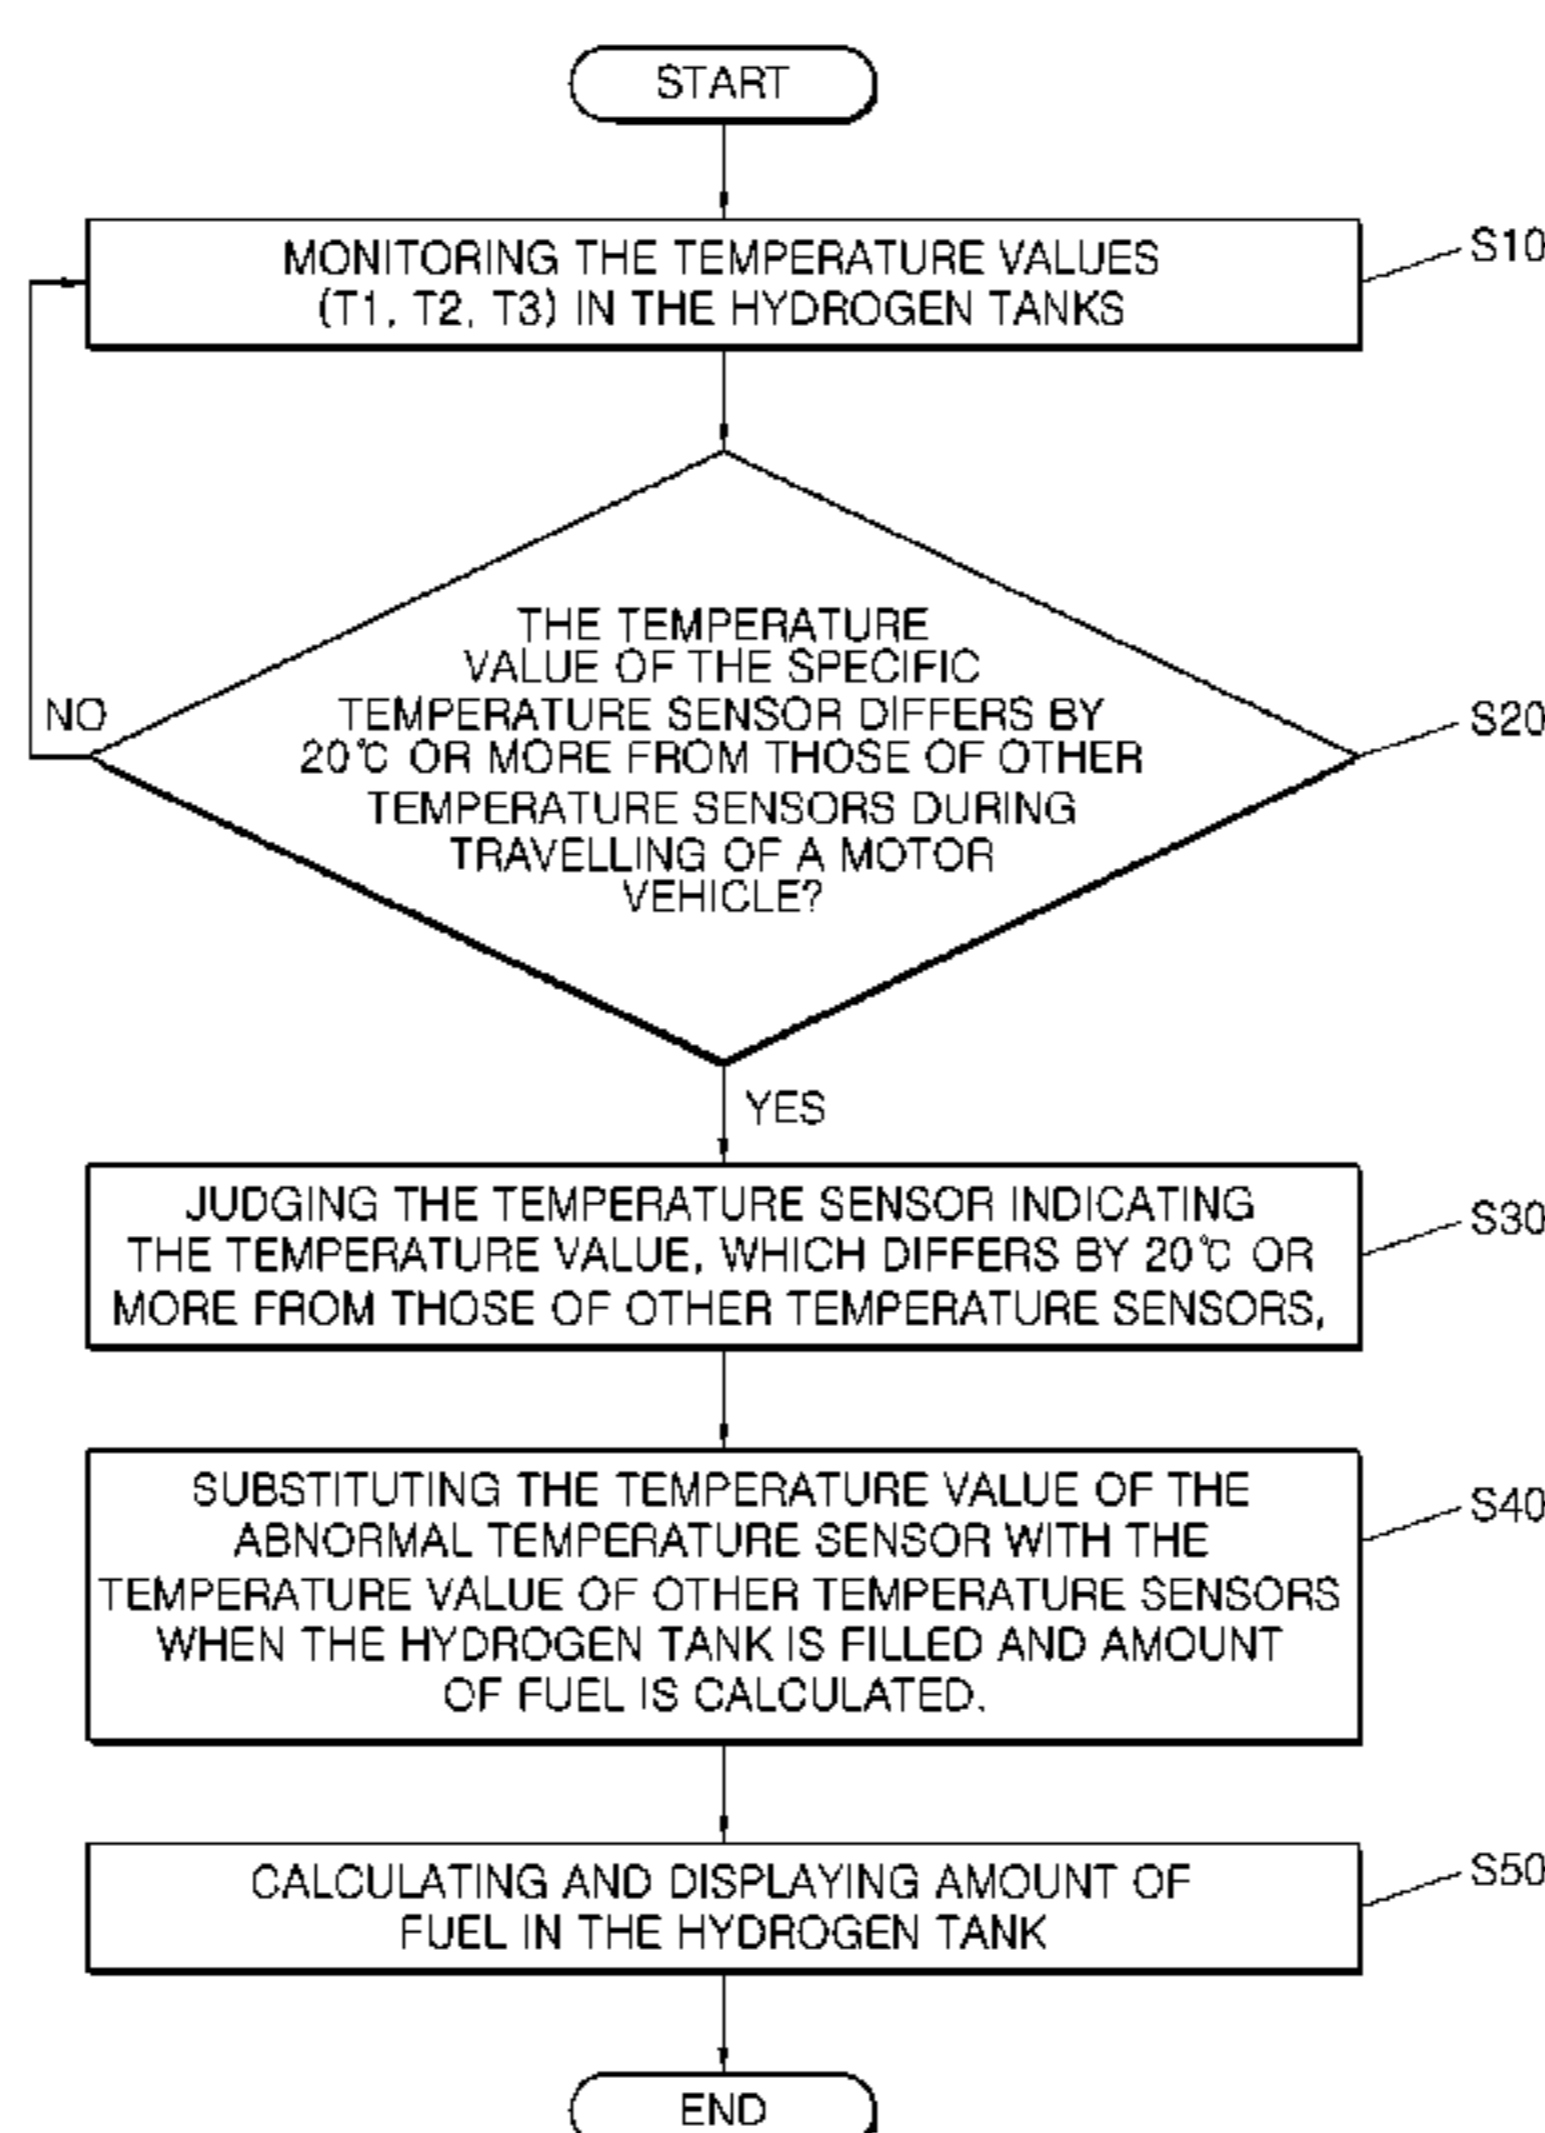 START
MONITORING THE TEMPERATURE VALUES
(T1, T2, T3) IN THE HYDROGEN TANKS
S10
THE TEMPERATURE
VALUE OF THE SPECIFIC
TEMPERATURE SENSOR DIFFERS BY
20℃ OR MORE FROM THOSE OF OTHER
TEMPERATURE SENSORS DURING
TRAVELLING OF A MOTOR
VEHICLE?
NO
S20
YES
JUDGING THE TEMPERATURE SENSOR INDICATING
THE TEMPERATURE VALUE, WHICH DIFFERS BY 20℃ OR
MORE FROM THOSE OF OTHER TEMPERATURE SENSORS,
S30
SUBSTITUTING THE TEMPERATURE VALUE OF THE
ABNORMAL TEMPERATURE SENSOR WITH THE
TEMPERATURE VALUE OF OTHER TEMPERATURE SENSORS
WHEN THE HYDROGEN TANK IS FILLED AND AMOUNT
OF FUEL IS CALCULATED.
S40
CALCULATING AND DISPLAYING AMOUNT OF
FUEL IN THE HYDROGEN TANK
S50
END